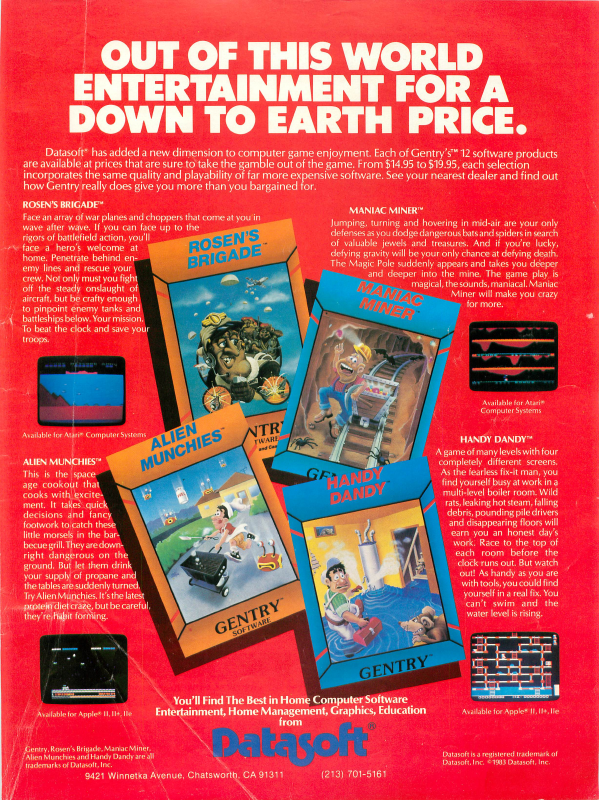 OUT OF THIS WORLD
ENTERTAINMENT FOR A
DOWN TO EARTH PRICE.
Datasoft® has added a new dimension to computer game enjoyment. Each of Gentry's™ 12 software products
are available at prices that are sure to take the gamble out of the game. From $14.95 to $19.95, each selection
incorporates the same quality and playability of far more expensive software. See your nearest dealer and find out
how Gentry really does give you more than you bargained for.
ROSEN'S BRIGADE™
Face an array of war planes and choppers that come at you in
wave after wave. If you can face up to the
rigors of battlefield action, you'll
face a hero's welcome at
home. Penetrate behind en-
emy lines and rescue your
crew. Not only must you fight
off the steady onslaught of
aircraft, but be crafty enough
to pinpoint enemy tanks and
battleships below. Your mission.
To beat the clock and save your
troops.
Available for Atari® Computer Systems
MANIAC MINER™
Jumping, turning and hovering in mid-air are your only
defenses as you dodge dangerous bats and spiders in search
of valuable jewels and treasures. And if you're lucky,
defying gravity will be your only chance at defying death.
The Magic Pole suddenly appears and takes you deeper
and deeper into the mine. The game play is
magical, the sounds, maniacal. Maniac
Miner will make you crazy
for more.
Available for Atari®
Computer Systems
ROSEN'S
BRIGADE™
MANIAC
MINER™
ALIEN
MUNCHIES™
GENTRY™
SOFTWARE
HANDY
DANDY™
GENTRY™
ALIEN MUNCHIES™
This is the space
age cookout that
cooks with excite-
ment. It takes quick
decisions and fancy
footwork to catch these
little morsels in the bar-
becue grill. They are down-
right dangerous on the
ground. But let them drink
your supply of propane and
the tables are suddenly turned.
Try Alien Munchies. It's the latest
protein diet craze, but be careful,
they're habit forming.
Available for Apple® II, II+, IIe
HANDY DANDY™
A game of many levels with four
completely different screens.
As the fearless fix-it man, you
find yourself busy at work in a
multi-level boiler room. Wild
rats, leaking hot steam, falling
debris, pounding pile drivers
and disappearing floors will
earn you an honest day's
work. Race to the top of
each room before the
clock runs out. But watch
out! As handy as you are
with tools, you could find
yourself in a real fix. You
can't swim and the
water level is rising.
Available for Apple® II, II+, IIe
You'll Find The Best in Home Computer Software
Entertainment, Home Management, Graphics, Education
from
Datasoft®
Gentry, Rosen's Brigade, Maniac Miner,
Alien Munchies and Handy Dandy are all
trademarks of Datasoft, Inc.
Datasoft is a registered trademark of
Datasoft, Inc. ©1983 Datasoft, Inc.
9421 Winnetka Avenue, Chatsworth, CA 91311 (213) 701-5161